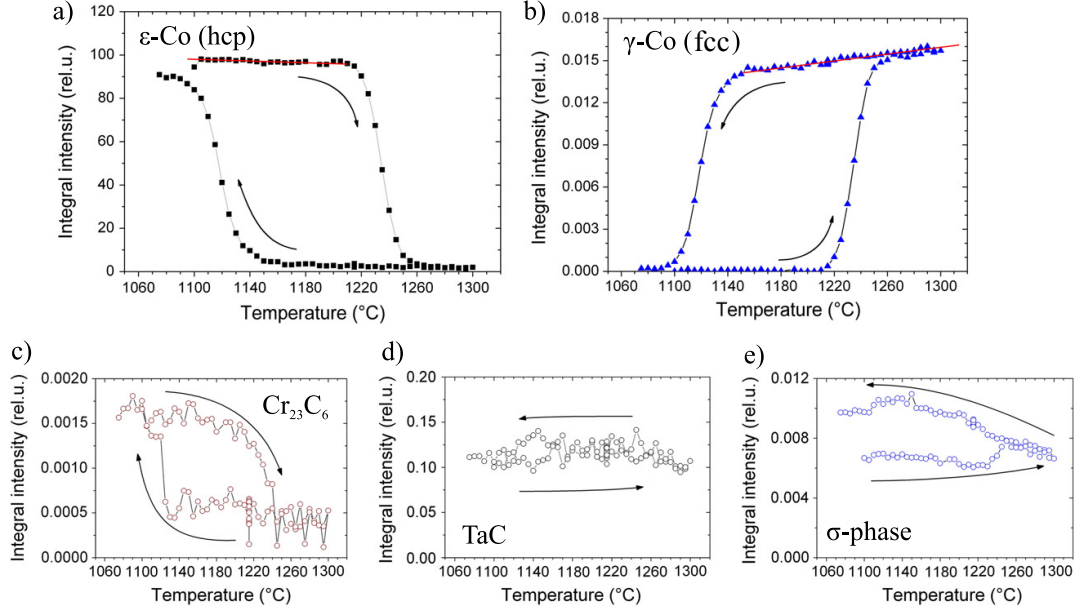 a)
ε-Co (hcp)
Integral intensity (rel.u.)
120
100
80
60
40
20
0
1060 1100 1140 1180 1220 1260 1300
Temperature (°C)
b)
γ-Co (fcc)
Integral intensity (rel.u.)
0.018
0.015
0.012
0.009
0.006
0.003
0.000
1060 1100 1140 1180 1220 1260 1300
Temperature (°C)
c)
Cr23C6
Integral intensity (rel.u.)
0.0020
0.0015
0.0010
0.0005
0.0000
1060 1100 1140 1180 1220 1260 1300
Temperature (°C)
d)
TaC
Integral intensity (rel.u.)
0.20
0.15
0.10
0.05
0.00
1060 1100 1140 1180 1220 1260 1300
Temperature (°C)
e)
σ-phase
Integral intensity (rel.u.)
0.012
0.008
0.004
0.000
1060 1100 1140 1180 1220 1260 1300
Temperature (°C)